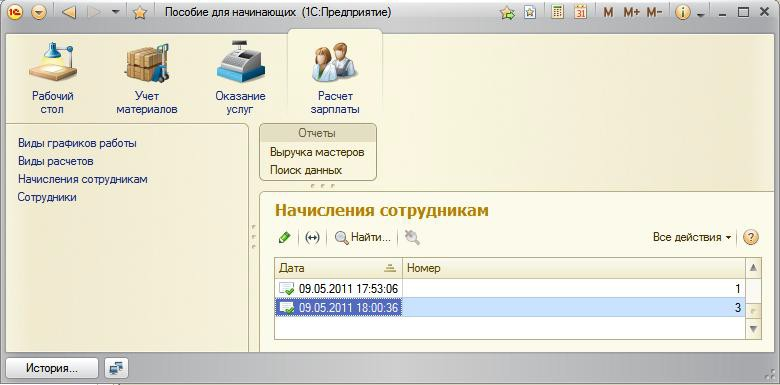 Пособие для начинающих (1С:Предприятие)
M M+ M-
Рабочий стол
Учет материалов
Оказание услуг
Расчет зарплаты
Виды графиков работы
Виды расчетов
Начисления сотрудникам
Сотрудники
Отчеты
Выручка мастеров
Поиск данных
Начисления сотрудникам
Найти...
Все действия
Дата Номер
09.05.2011 17:53:06 1
09.05.2011 18:00:36 3
История...